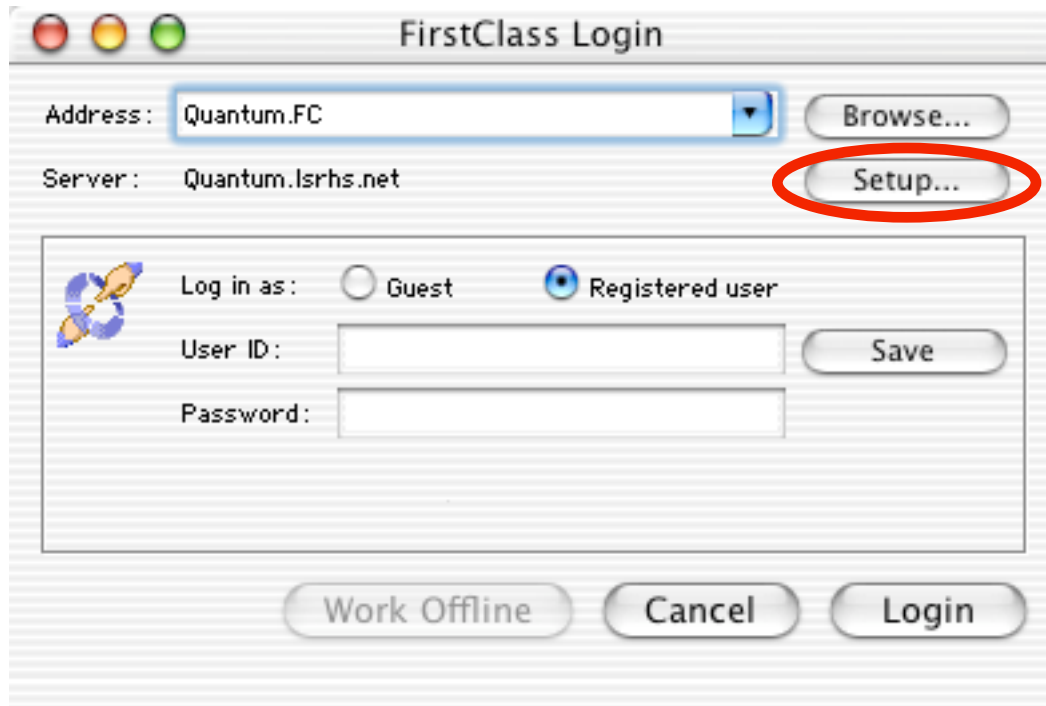 FirstClass Login
Address: Quantum.FC Browse...
Server: Quantum.lsrhs.net Setup...
Log in as: Guest Registered user
User ID: Save
Password:
Work Offline Cancel Login